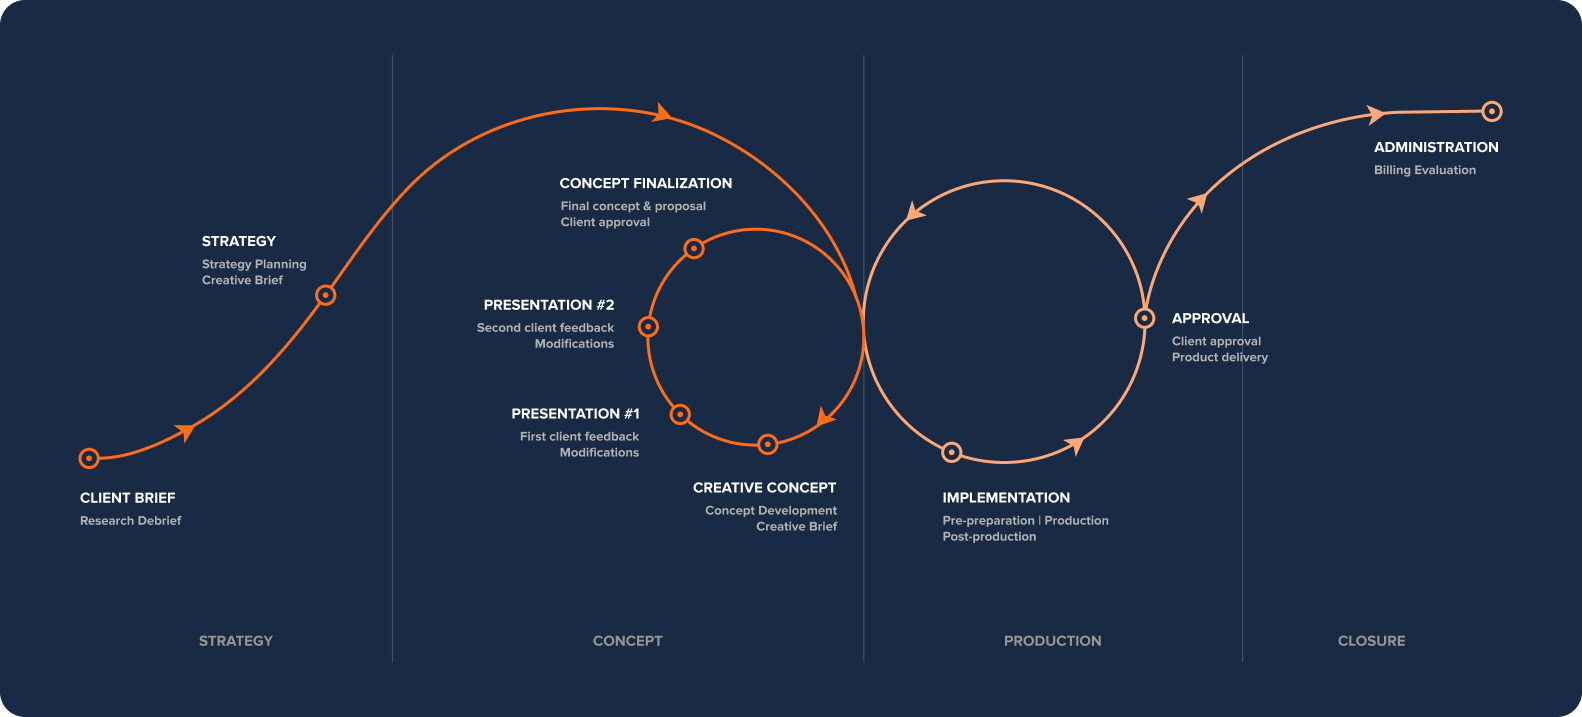 STRATEGY
Strategy Planning
Creative Brief
CLIENT BRIEF
Research Debrief
CONCEPT FINALIZATION
Final concept & proposal
Client approval
PRESENTATION #2
Second client feedback
Modifications
PRESENTATION #1
First client feedback
Modifications
CREATIVE CONCEPT
Concept Development
Creative Brief
IMPLEMENTATION
Pre-preparation | Production
Post-production
APPROVAL
Client approval
Product delivery
ADMINISTRATION
Billing Evaluation
STRATEGY
CONCEPT
PRODUCTION
CLOSURE